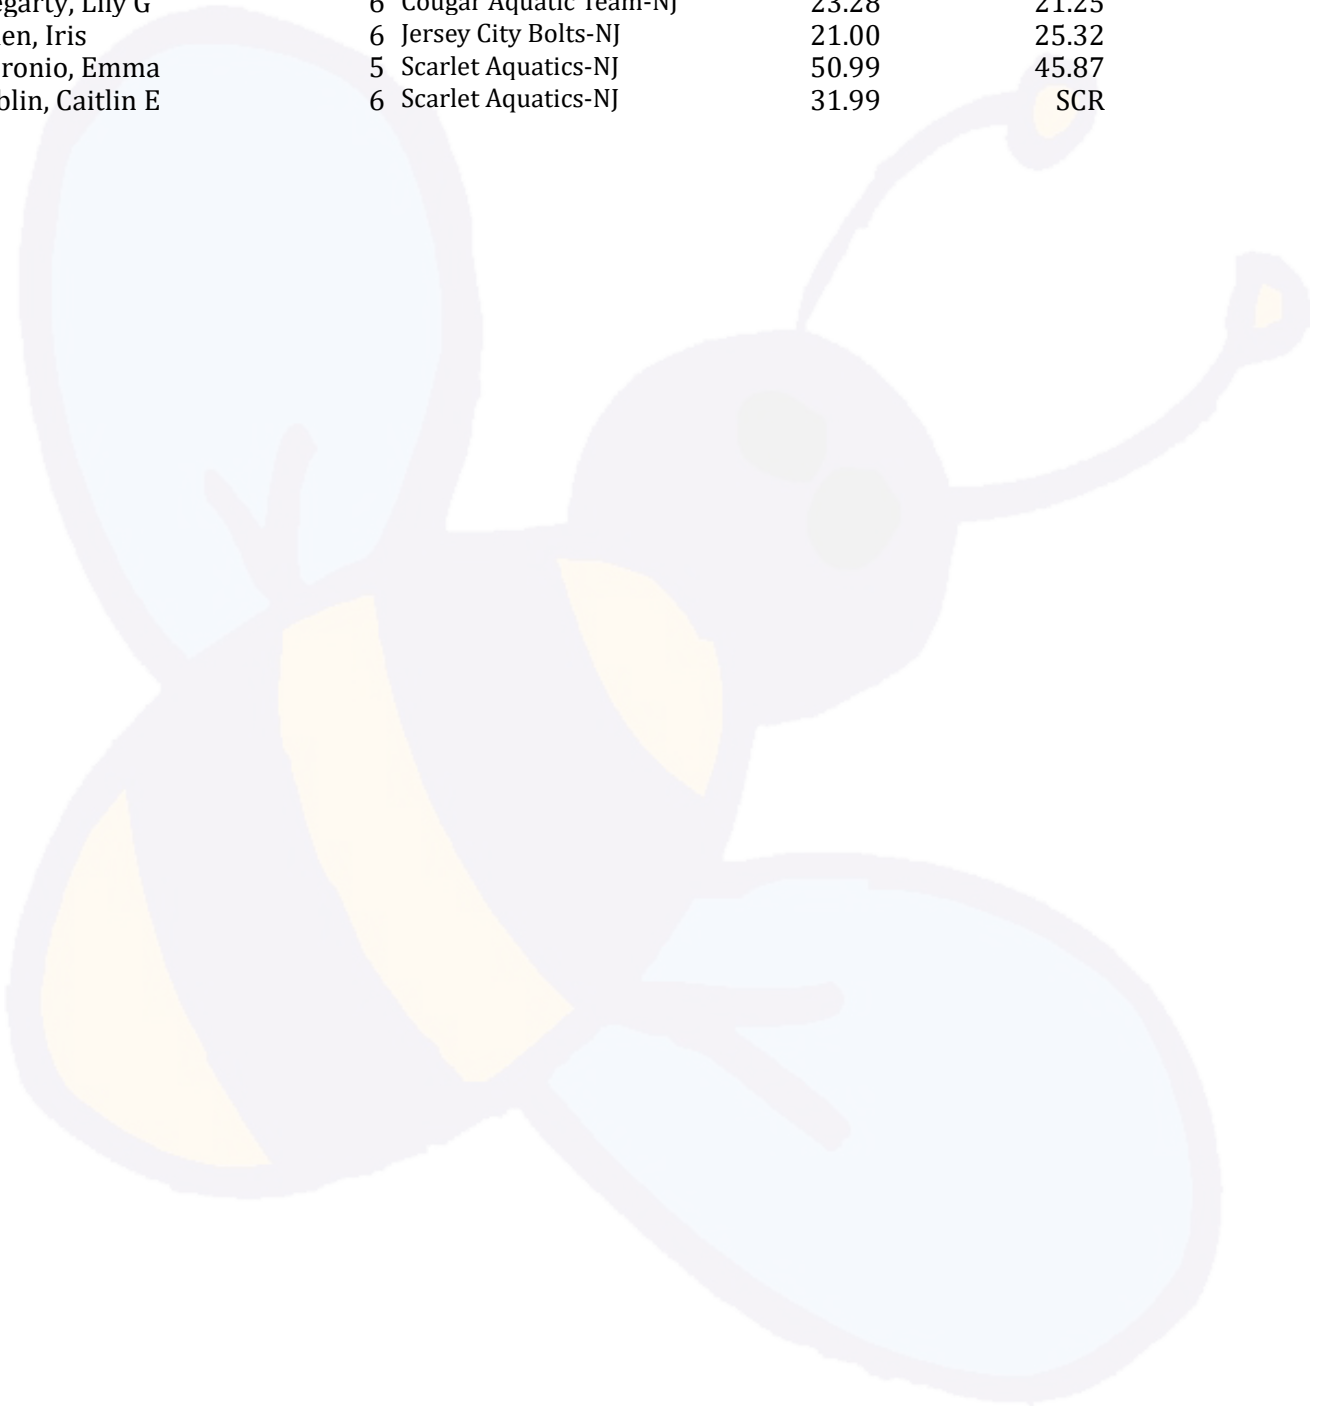 egarty, Lily G 6 Cougar Aquatic Team-NJ 23.28 21.25
en, Iris 6 Jersey City Bolts-NJ 21.00 25.32
ronio, Emma 5 Scarlet Aquatics-NJ 50.99 45.87
blin, Caitlin E 6 Scarlet Aquatics-NJ 31.99 SCR